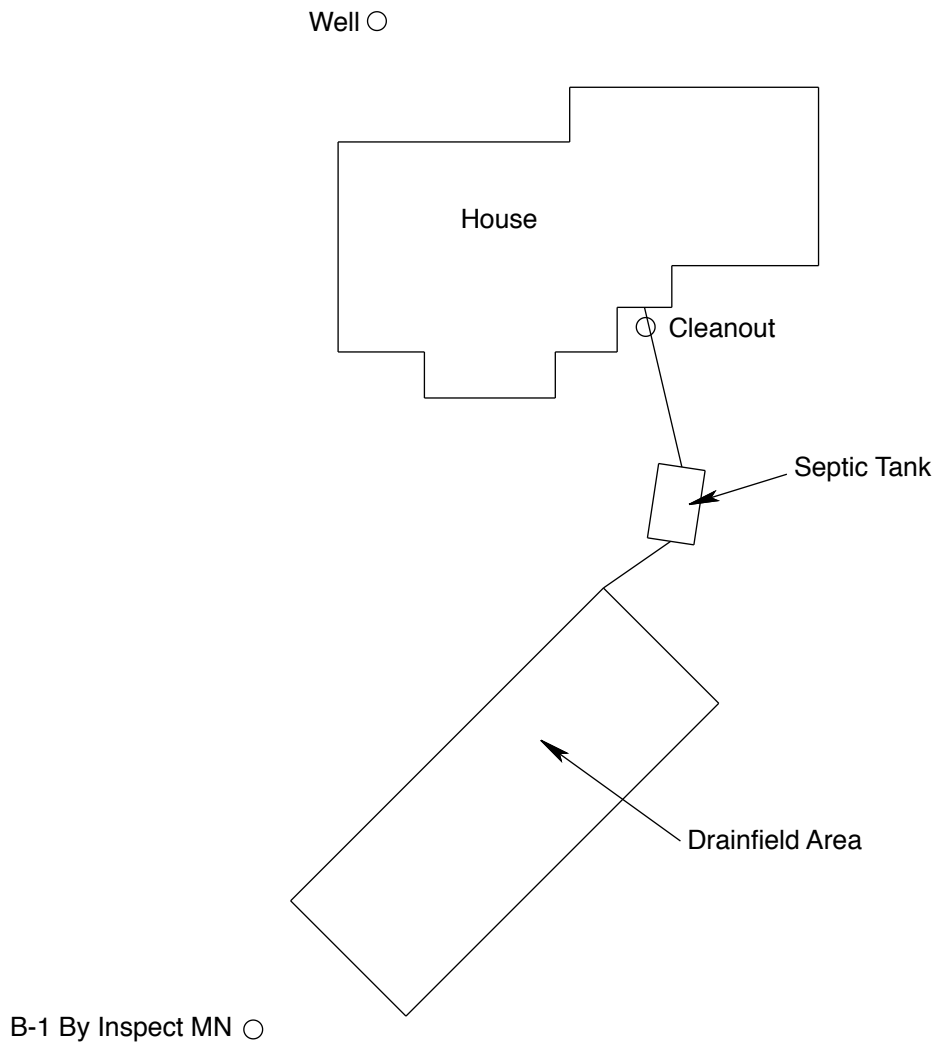 Well
House
Cleanout
Septic Tank
Drainfield Area
B-1 By Inspect MN